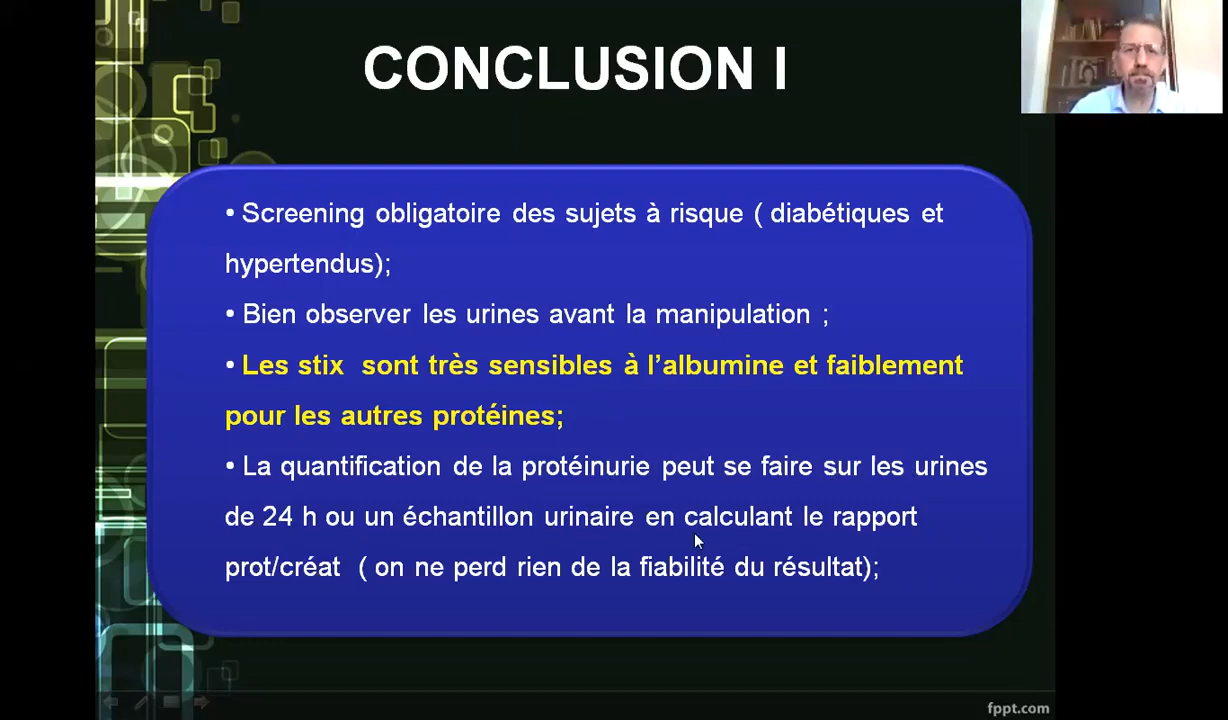 CONCLUSION I
• Screening obligatoire des sujets à risque ( diabétiques et
hypertendus);
• Bien observer les urines avant la manipulation ;
• Les stix sont très sensibles à l’albumine et faiblement
pour les autres protéines;
• La quantification de la protéinurie peut se faire sur les urines
de 24 h ou un échantillon urinaire en calculant le rapport
prot/créat ( on ne perd rien de la fiabilité du résultat);
fppt.com